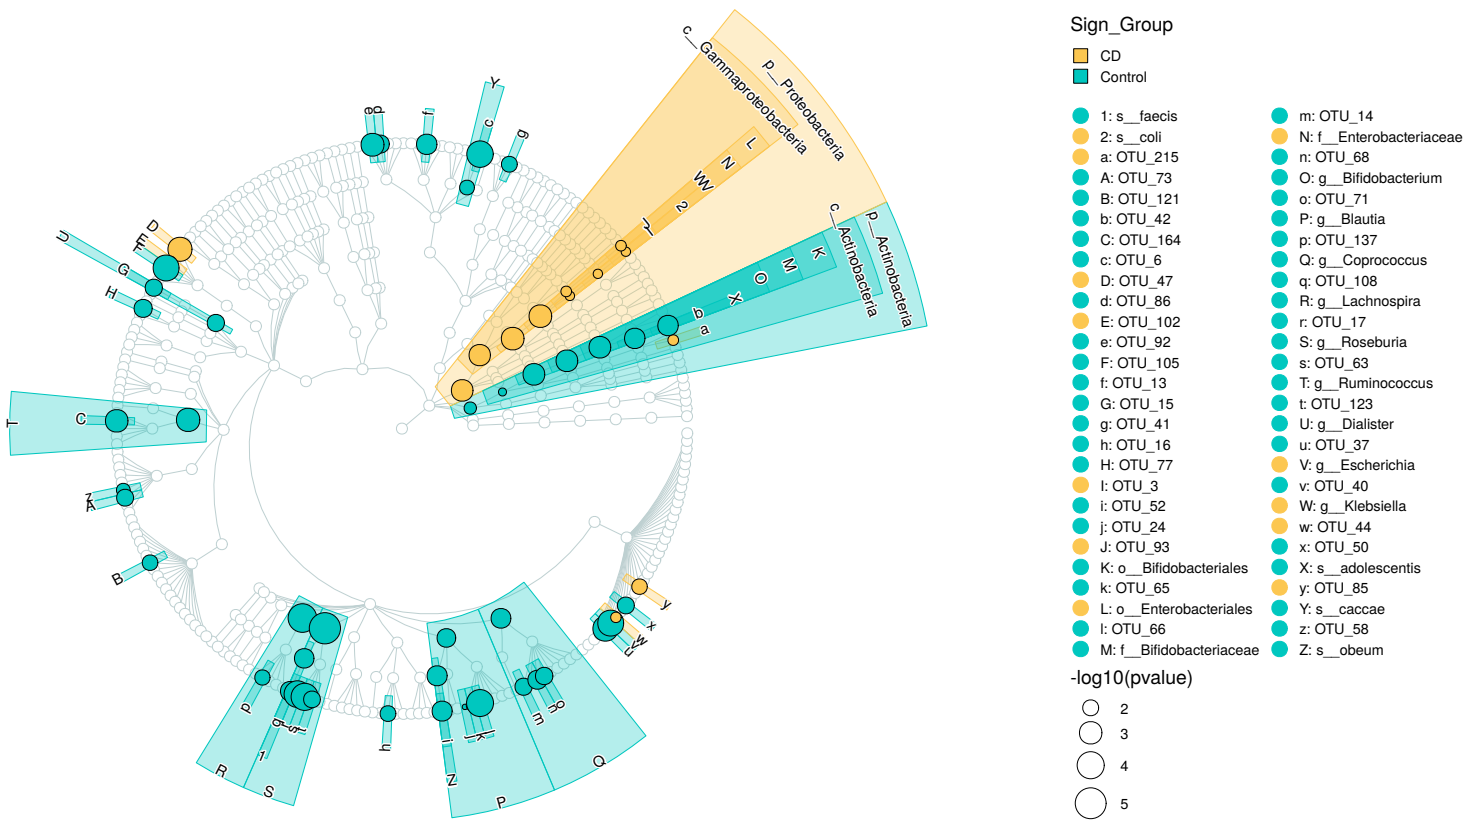 Sign_Group
CD
Control
1: s__faecis
2: s__coli
a: OTU_215
A: OTU_73
B: OTU_121
b: OTU_42
C: OTU_164
c: OTU_6
D: OTU_47
d: OTU_86
E: OTU_102
e: OTU_92
F: OTU_105
f: OTU_13
G: OTU_15
g: OTU_41
h: OTU_16
H: OTU_77
I: OTU_3
i: OTU_52
j: OTU_24
J: OTU_93
K: o__Bifidobacteriales
k: OTU_65
L: o__Enterobacteriales
l: OTU_66
M: f__Bifidobacteriaceae
m: OTU_14
N: f__Enterobacteriaceae
n: OTU_68
O: g__Bifidobacterium
o: OTU_71
P: g__Blautia
p: OTU_137
Q: g__Coprococcus
q: OTU_108
R: g__Lachnospira
r: OTU_17
S: g__Roseburia
s: OTU_63
T: g__Ruminococcus
t: OTU_123
U: g__Dialister
u: OTU_37
V: g__Escherichia
v: OTU_40
W: g__Klebsiella
w: OTU_44
x: OTU_50
X: s__adolescentis
y: OTU_85
Y: s__caccae
z: OTU_58
Z: s__obeum
-log10(pvalue)
2
3
4
5
c__Gammaproteobacteria
p__Proteobacteria
c__Actinobacteria
p__Actinobacteria
L
N
2
K
M
O
X
b
a
Y
c
g
f
e
d
D
E
F
U
G
H
T
C
z
A
B
R
S
1
p
h
i
Z
P
j
k
l
Q
m
y
x
w
u